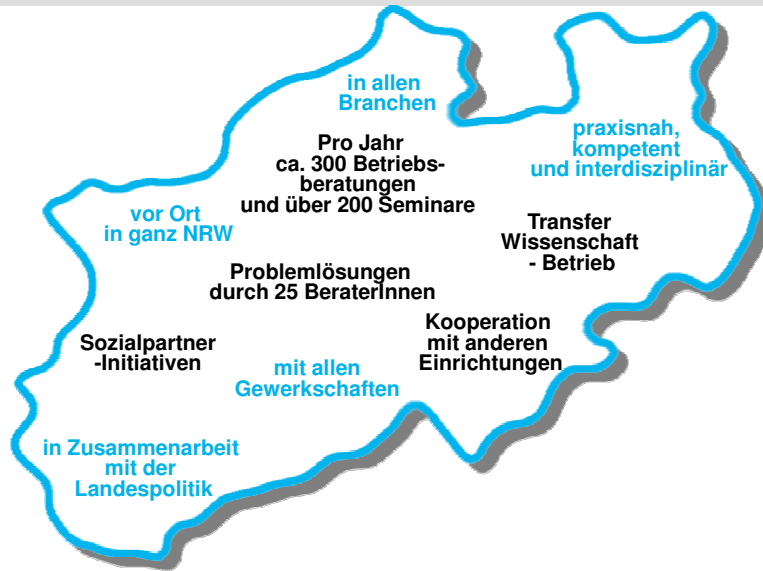 in allen
Branchen
Pro Jahr
ca. 300 Betriebs-
beratungen
und über 200 Seminare
praxisnah,
kompetent
und interdisziplinär
vor Ort
in ganz NRW
Transfer
Wissenschaft
- Betrieb
Problemlösungen
durch 25 BeraterInnen
Sozialpartner
-Initiativen
Kooperation
mit anderen
Einrichtungen
mit allen
Gewerkschaften
in Zusammenarbeit
mit der
Landespolitik